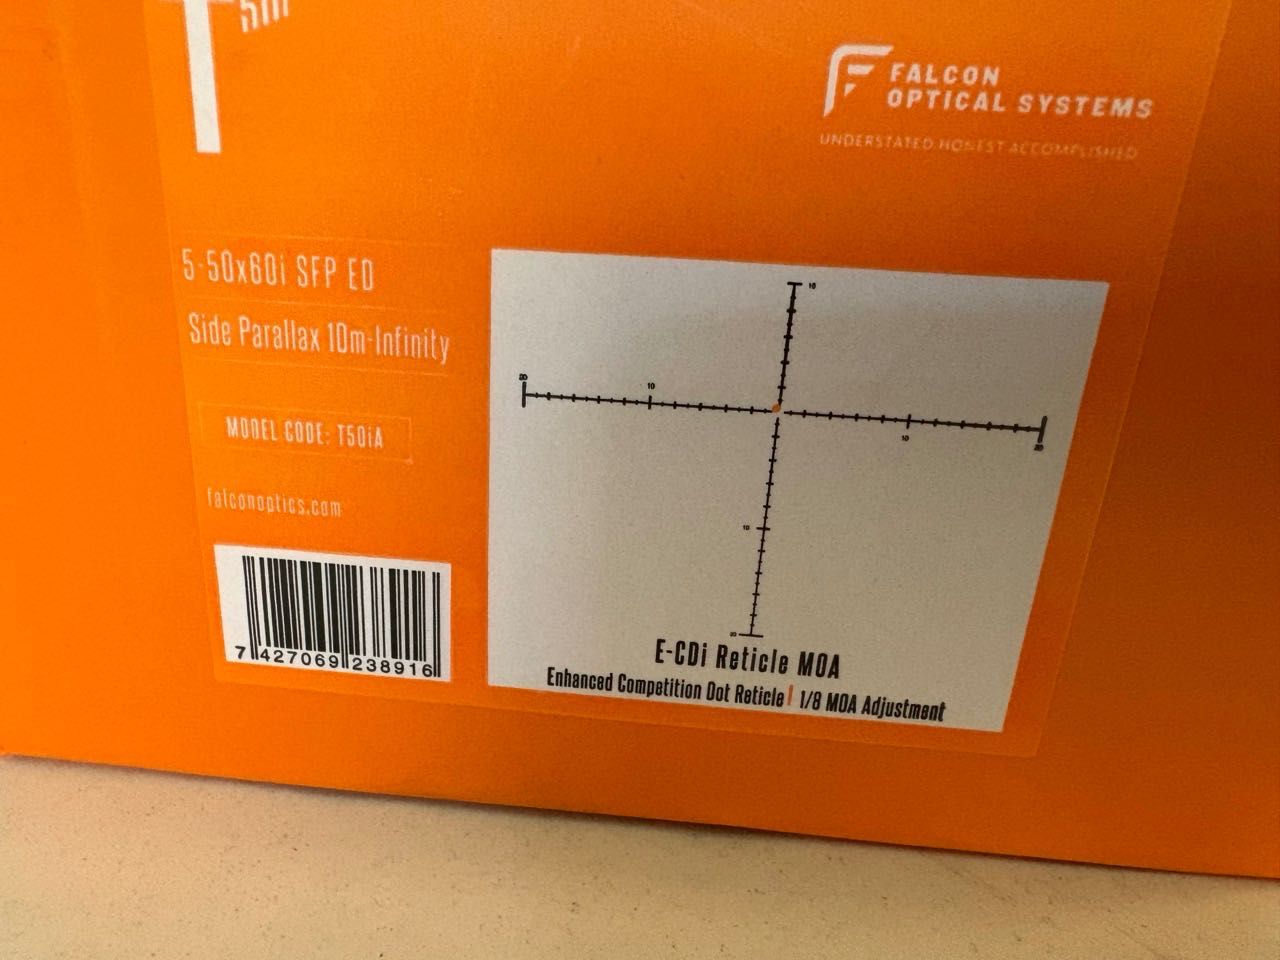 FALCON
OPTICAL SYSTEMS
UNDERSTATED.HONEST.ACCOMPLISHED
5-50x60i SFP ED
Side Parallax 10m-Infinity
MODEL CODE: T50iA
falconoptics.com
7 427069 238916
10
20
10
10
20
10
20
E-CDi Reticle MOA
Enhanced Competition Dot Reticle | 1/8 MOA Adjustment